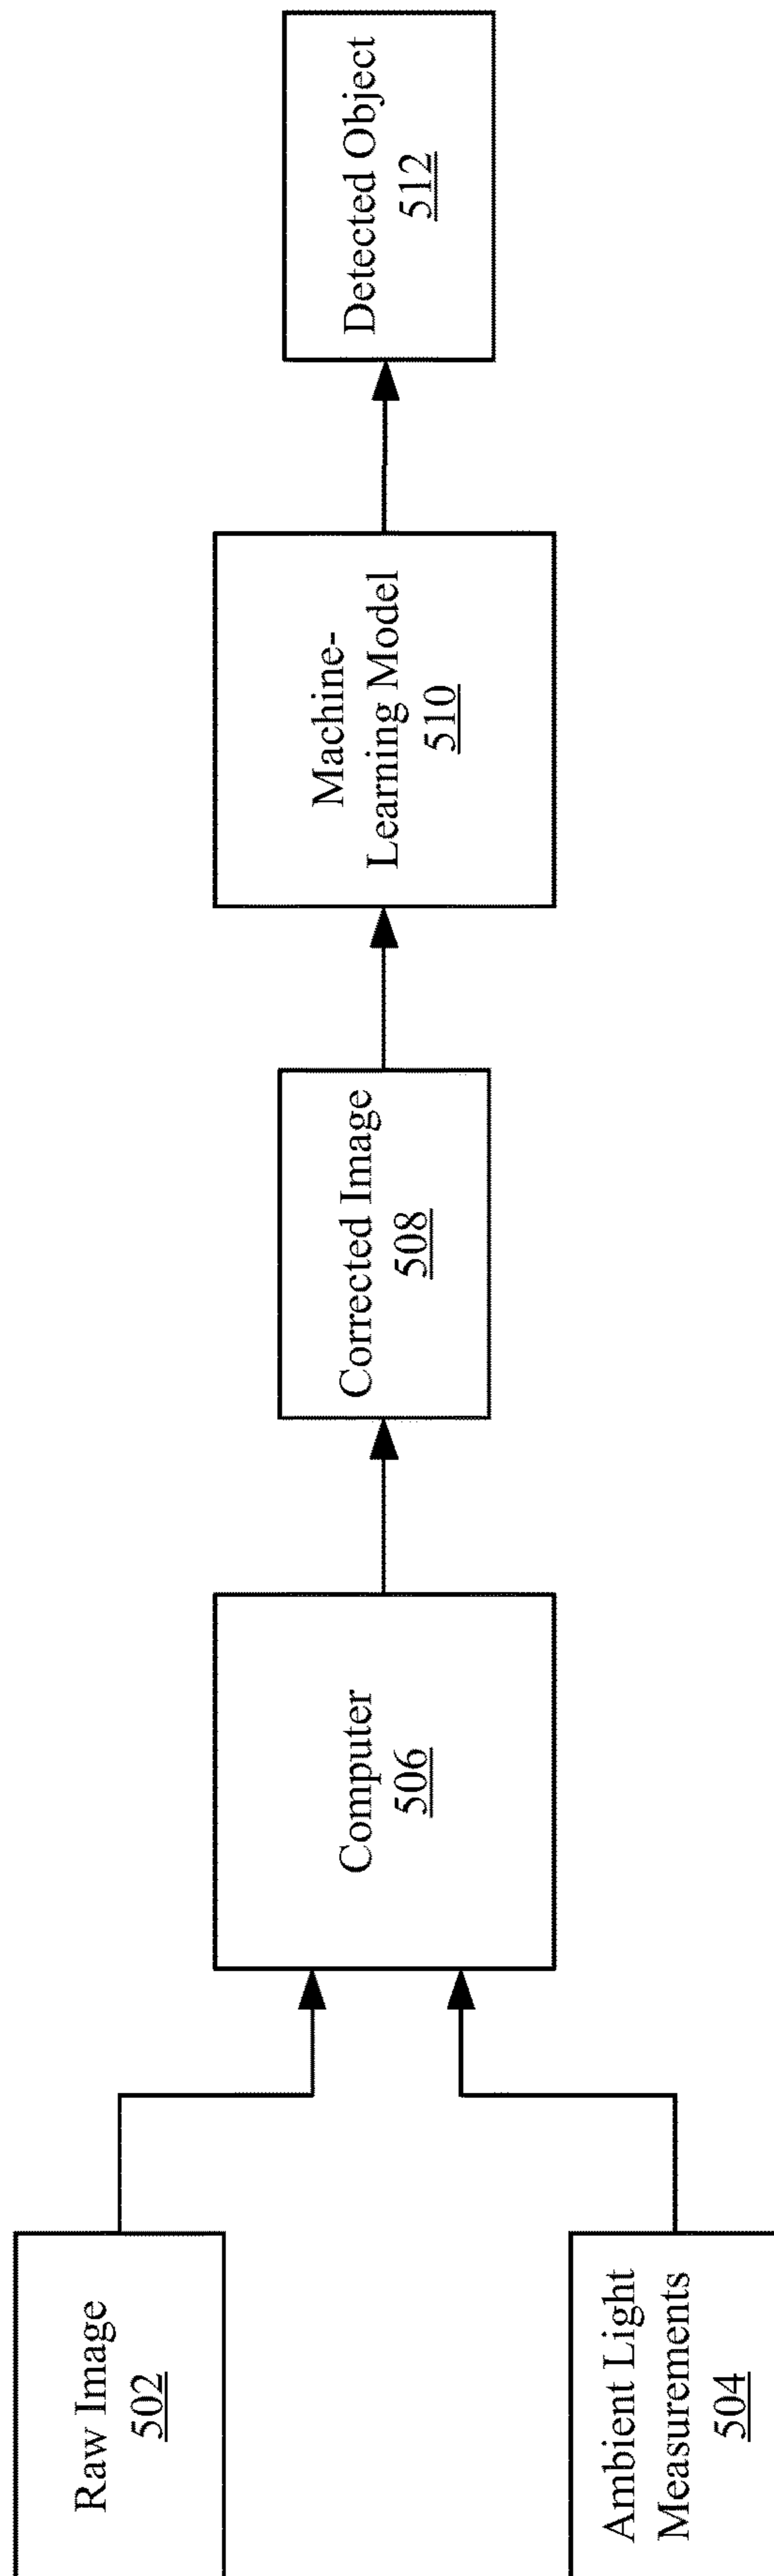 Raw Image
502
Ambient Light
Measurements
504
Computer
506
Corrected Image
508
Machine-
Learning Model
510
Detected Object
512